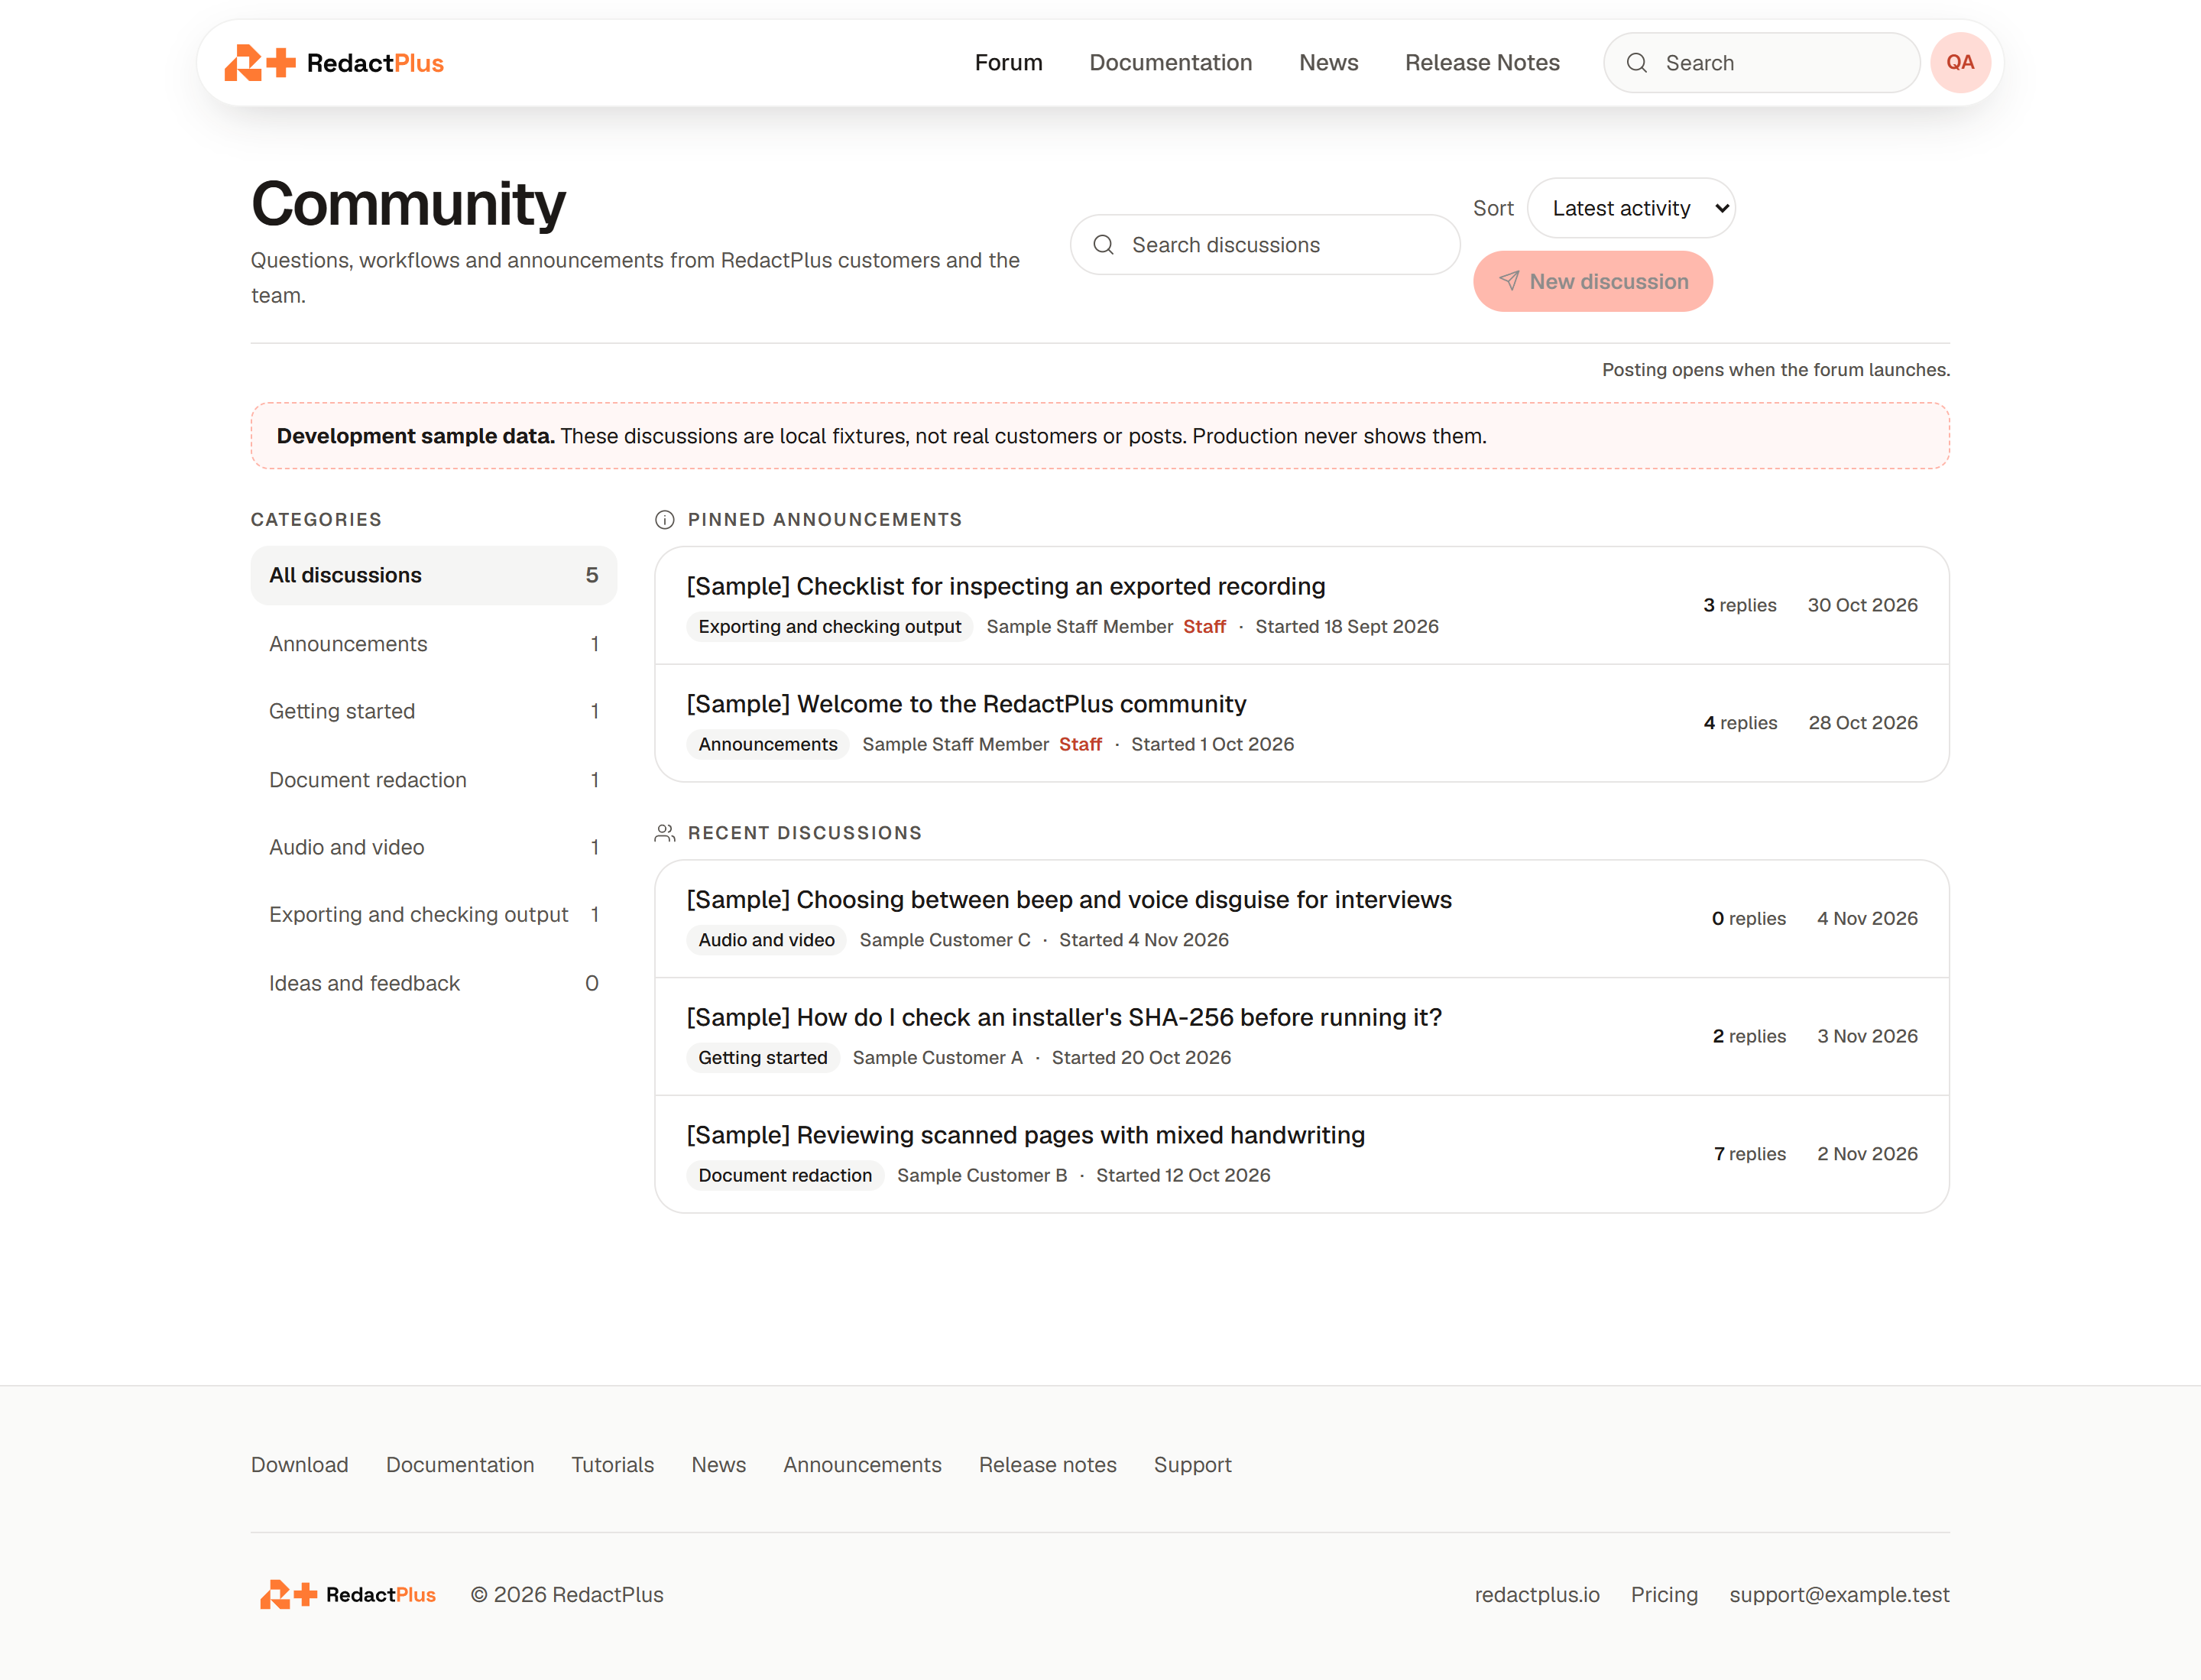 RedactPlus
Forum
Documentation
News
Release Notes
Search
QA
Community
Questions, workflows and announcements from RedactPlus customers and the
team.
Search discussions
Sort
Latest activity
New discussion
Posting opens when the forum launches.
Development sample data. These discussions are local fixtures, not real customers or posts. Production never shows them.
CATEGORIES
All discussions 5
Announcements 1
Getting started 1
Document redaction 1
Audio and video 1
Exporting and checking output 1
Ideas and feedback 0
PINNED ANNOUNCEMENTS
[Sample] Checklist for inspecting an exported recording
Exporting and checking output Sample Staff Member Staff · Started 18 Sept 2026
3 replies 30 Oct 2026
[Sample] Welcome to the RedactPlus community
Announcements Sample Staff Member Staff · Started 1 Oct 2026
4 replies 28 Oct 2026
RECENT DISCUSSIONS
[Sample] Choosing between beep and voice disguise for interviews
Audio and video Sample Customer C · Started 4 Nov 2026
0 replies 4 Nov 2026
[Sample] How do I check an installer's SHA-256 before running it?
Getting started Sample Customer A · Started 20 Oct 2026
2 replies 3 Nov 2026
[Sample] Reviewing scanned pages with mixed handwriting
Document redaction Sample Customer B · Started 12 Oct 2026
7 replies 2 Nov 2026
Download Documentation Tutorials News Announcements Release notes Support
RedactPlus © 2026 RedactPlus
redactplus.io Pricing support@example.test